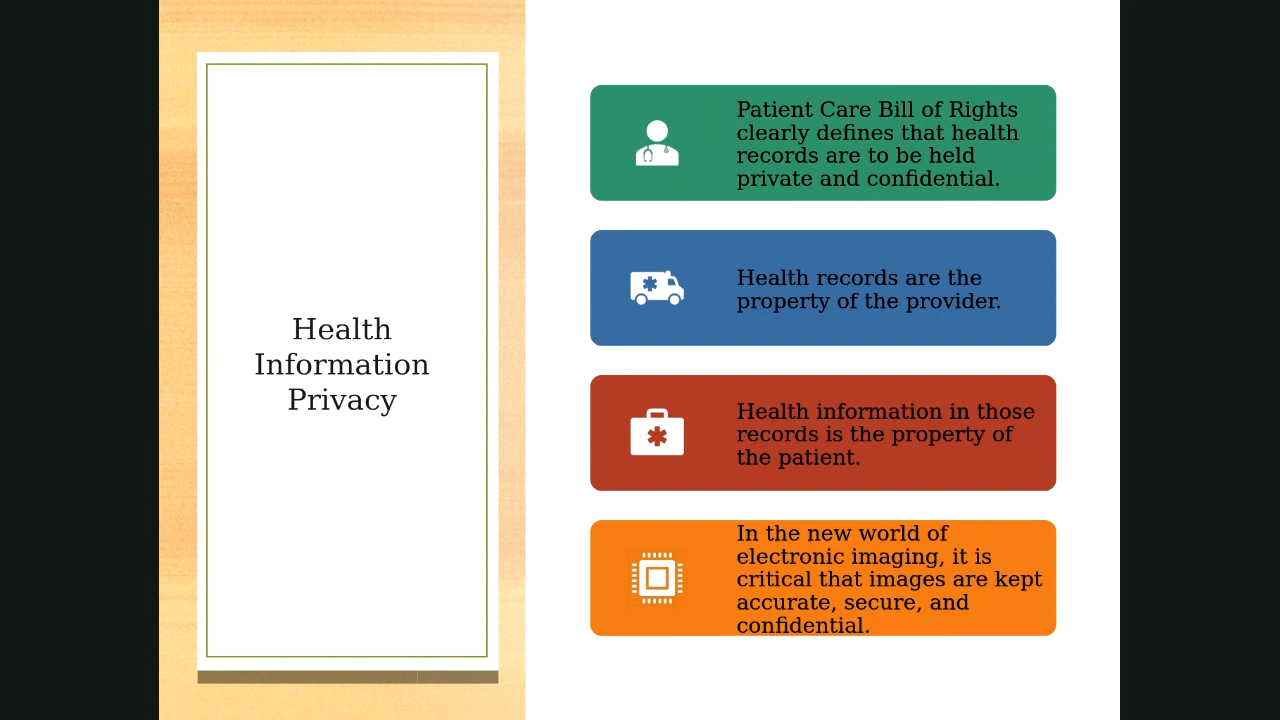 Health
Information
Privacy
Patient Care Bill of Rights
clearly defines that health
records are to be held
private and confidential.
Health records are the
property of the provider.
Health information in those
records is the property of
the patient.
In the new world of
electronic imaging, it is
critical that images are kept
accurate, secure, and
confidential.